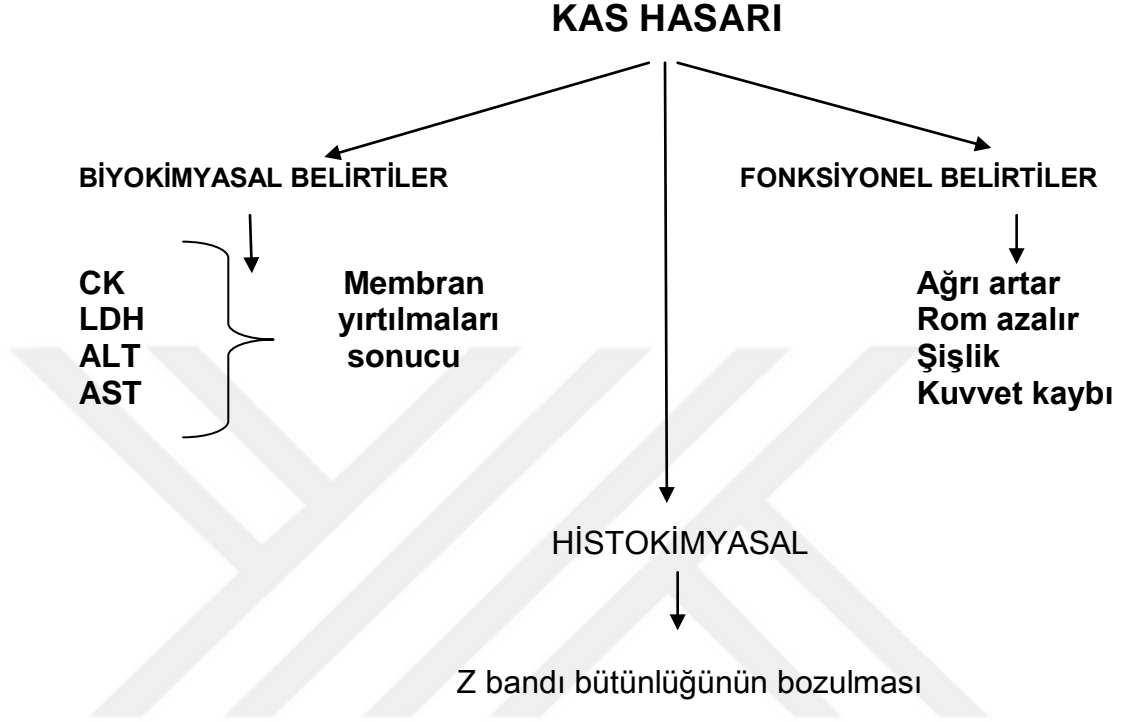 KAS HASARI
BİYOKİMYASAL BELİRTİLER
FONKSİYONEL BELİRTİLER
CK
LDH
ALT
AST
Membran
yırtılmaları
sonucu
Ağrı artar
Rom azalır
Şişlik
Kuvvet kaybı
HİSTOKİMYASAL
Z bandı bütünlüğünün bozulması